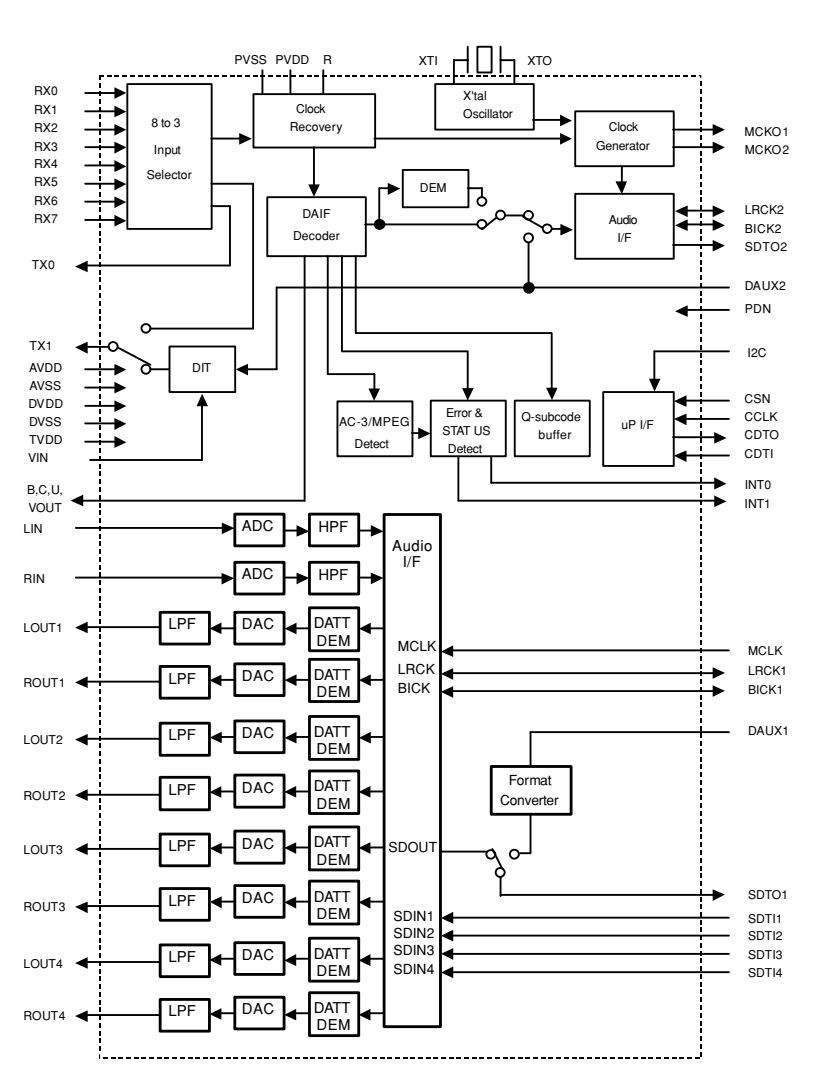 PVSS PVDD R
XTI
XTO
RX0
RX1
RX2
RX3
RX4
RX5
RX6
RX7
8 to 3
Input
Selector
Clock
Recovery
X'tal
Oscillator
Clock
Generator
MCKO1
MCKO2
DEM
DAIF
Decoder
Audio
I/F
LRCK2
BICK2
SDTO2
TX0
DAUX2
PDN
TX1
AVDD
AVSS
DVDD
DVSS
TVDD
VIN
DIT
I2C
CSN
CCLK
CDTO
CDTI
uP I/F
AC-3/MPEG
Detect
Error &
STAT US
Detect
Q-subcode
buffer
INT0
INT1
B,C,U,
VOUT
LIN
ADC
HPF
Audio
I/F
RIN
ADC
HPF
LOUT1
LPF
DAC
DATT
DEM
MCLK
MCLK
ROUT1
LPF
DAC
DATT
DEM
LRCK
BICK
LRCK1
BICK1
LOUT2
LPF
DAC
DATT
DEM
DAUX1
ROUT2
LPF
DAC
DATT
DEM
Format
Converter
LOUT3
LPF
DAC
DATT
DEM
SDOUT
ROUT3
LPF
DAC
DATT
DEM
SDTO1
SDIN1
SDIN2
SDIN3
SDIN4
SDTI1
SDTI2
SDTI3
SDTI4
LOUT4
LPF
DAC
DATT
DEM
ROUT4
LPF
DAC
DATT
DEM